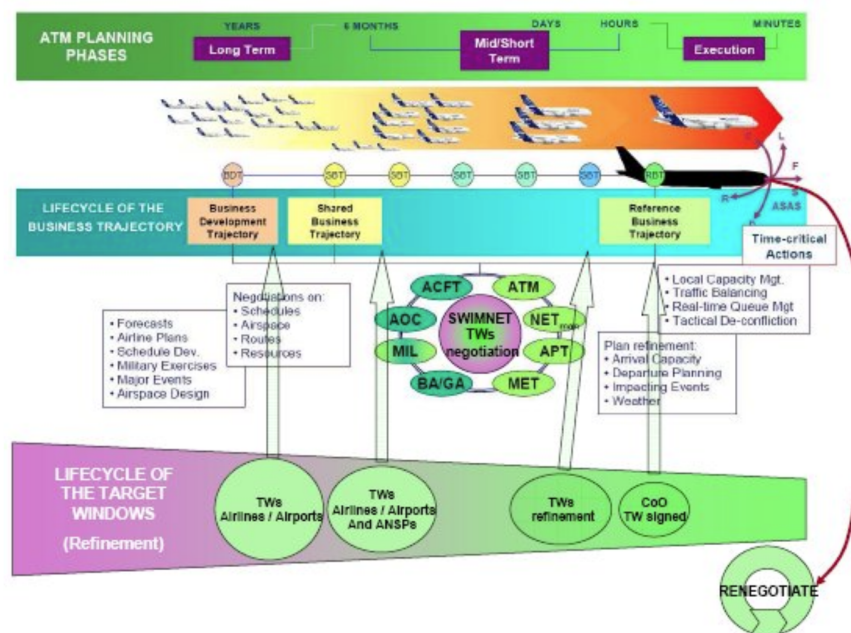 ATM PLANNING
PHASES
YEARS
6 MONTHS
DAYS
HOURS
MINUTES
Long Term
Mid/Short
Term
Execution
BDT
SBT
SBT
SBT
SBT
SBT
RBT
L
F
S
R
ASAS
LIFECYCLE OF THE
BUSINESS TRAJECTORY
Business
Development
Trajectory
Shared
Business
Trajectory
Reference
Business
Trajectory
Time-critical
Actions
• Forecasts
• Airline Plans
• Schedule Dev.
• Military Exercises
• Major Events
• Airspace Design
Negotiations on:
• Schedules
• Airspace
• Routes
• Resources
ACFT
ATM
AOC
NET
MIL
APT
BA/GA
MET
SWIMNET
TWs
negotiation
• Local Capacity Mgt.
• Traffic Balancing
• Real-time Queue Mgt
• Tactical De-confliction
Plan refinement:
• Arrival Capacity
• Departure Planning
• Impacting Events
• Weather
LIFECYCLE OF
THE TARGET
WINDOWS
(Refinement)
TWs
Airlines / Airports
TWs
Airlines / Airports
And ANSPs
TWs
refinement
CoO
TW signed
RENEGOTIATE